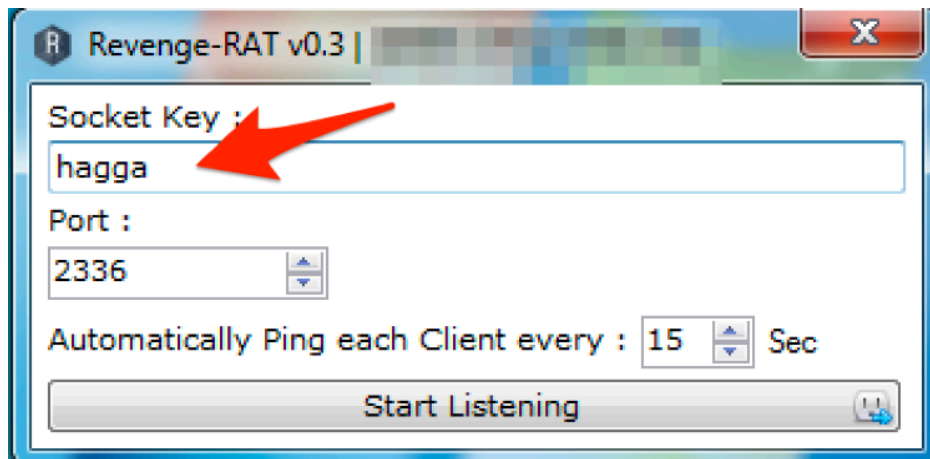 Revenge-RAT v0.3 |
Socket Key :
hagga
Port :
2336
Automatically Ping each Client every : 15 Sec
Start Listening